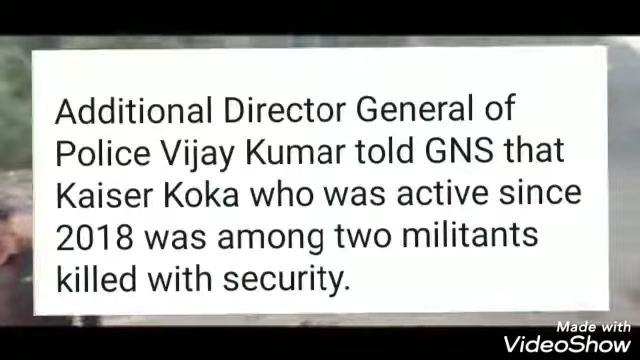 Additional Director General of
Police Vijay Kumar told GNS that
Kaiser Koka who was active since
2018 was among two militants
killed with security.
Made with
VideoShow